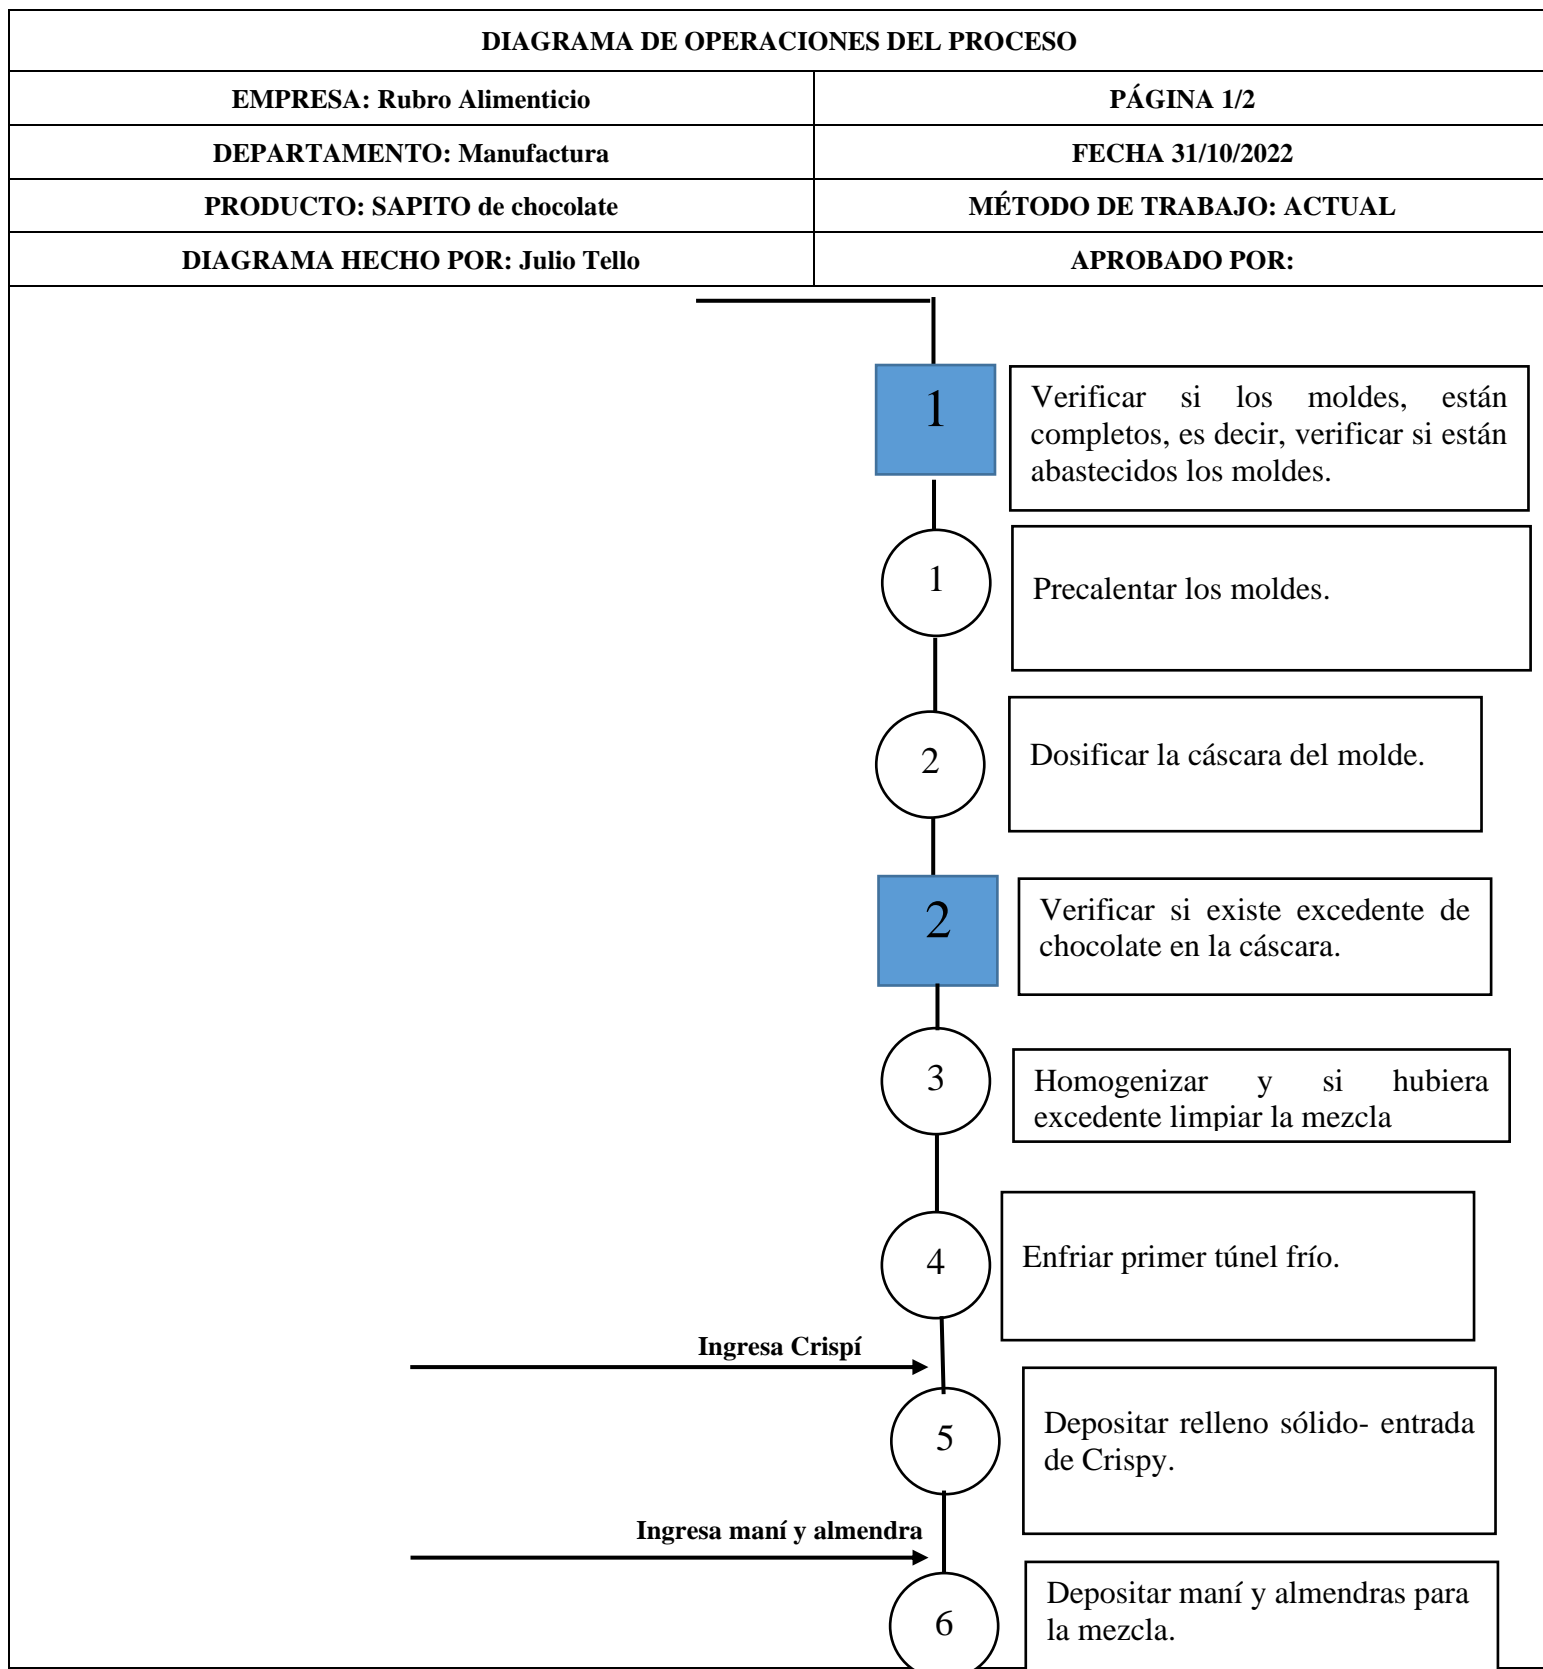 DIAGRAMA DE OPERACIONES DEL PROCESO
EMPRESA: Rubro Alimenticio
PÁGINA 1/2
DEPARTAMENTO: Manufactura
FECHA 31/10/2022
PRODUCTO: SAPITO de chocolate
MÉTODO DE TRABAJO: ACTUAL
DIAGRAMA HECHO POR: Julio Tello
APROBADO POR:
1
Verificar si los moldes, están
completos, es decir, verificar si están
abastecidos los moldes.
1
Precalentar los moldes.
2
Dosificar la cáscara del molde.
2
Verificar si existe excedente de
chocolate en la cáscara.
3
Homogenizar y si hubiera
excedente limpiar la mezcla
4
Enfriar primer túnel frío.
Ingresa Crispí
5
Depositar relleno sólido- entrada
de Crispy.
Ingresa maní y almendra
6
Depositar maní y almendras para
la mezcla.